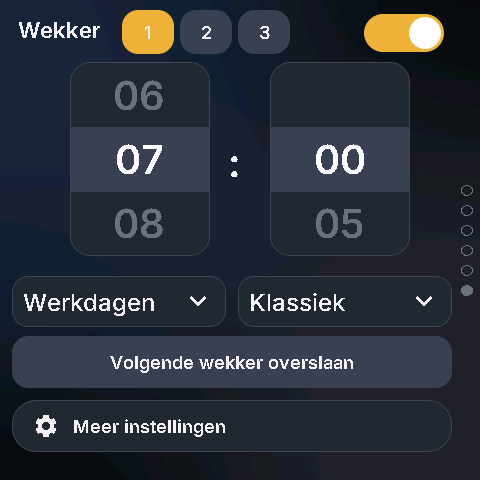 Wekker 1 2 3
06
07 : 00
08 05
Werkdagen Klassiek
Volgende wekker overslaan
Meer instellingen